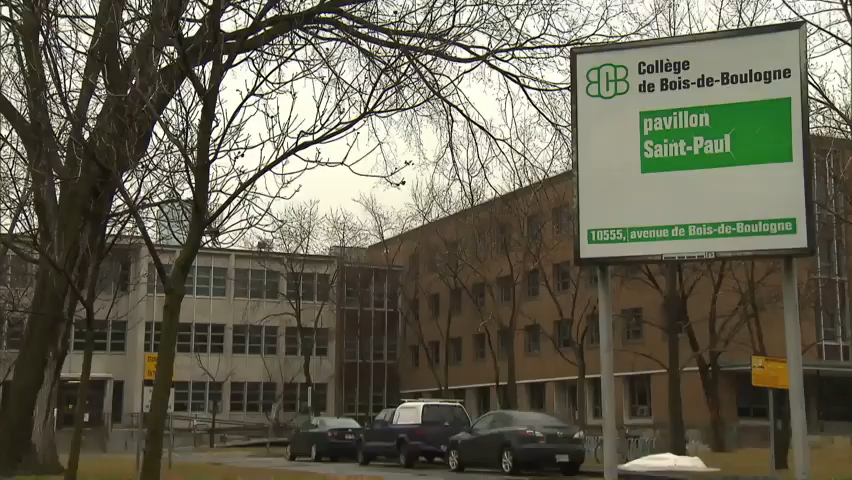 Collège
de Bois-de-Boulogne
pavillon
Saint-Paul
10555, avenue de Bois-de-Boulogne